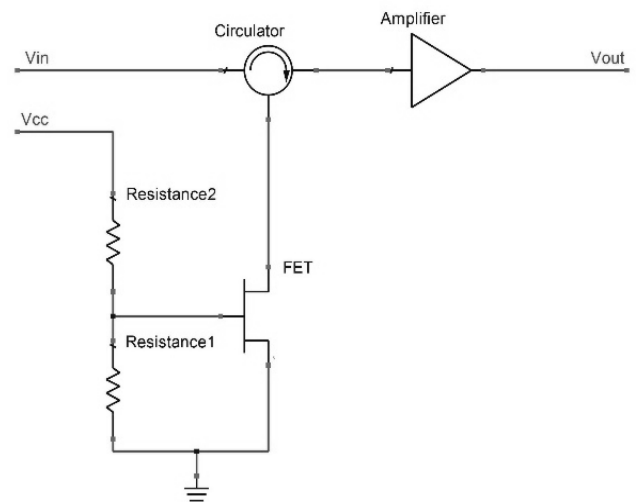 Amplifier
Circulator
Vin
Vout
Vcc
Resistance2
FET
Resistance1